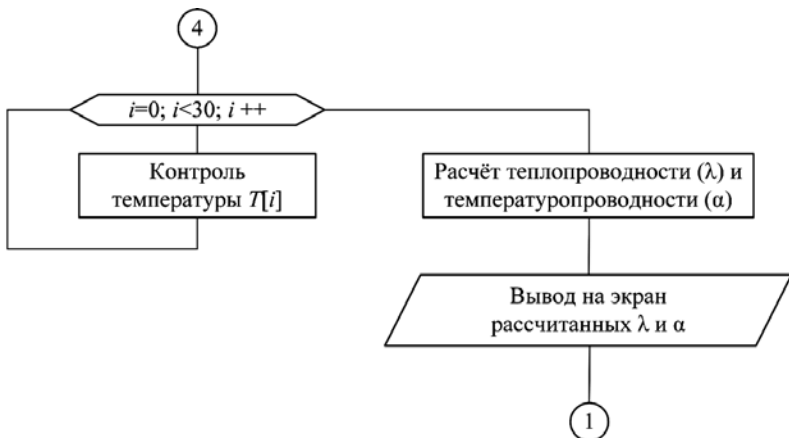 4
i=0; i<30; i ++
Контроль
температуры T[i]
Расчёт теплопроводности (λ) и
температуропроводности (α)
Вывод на экран
рассчитанных λ и α
1